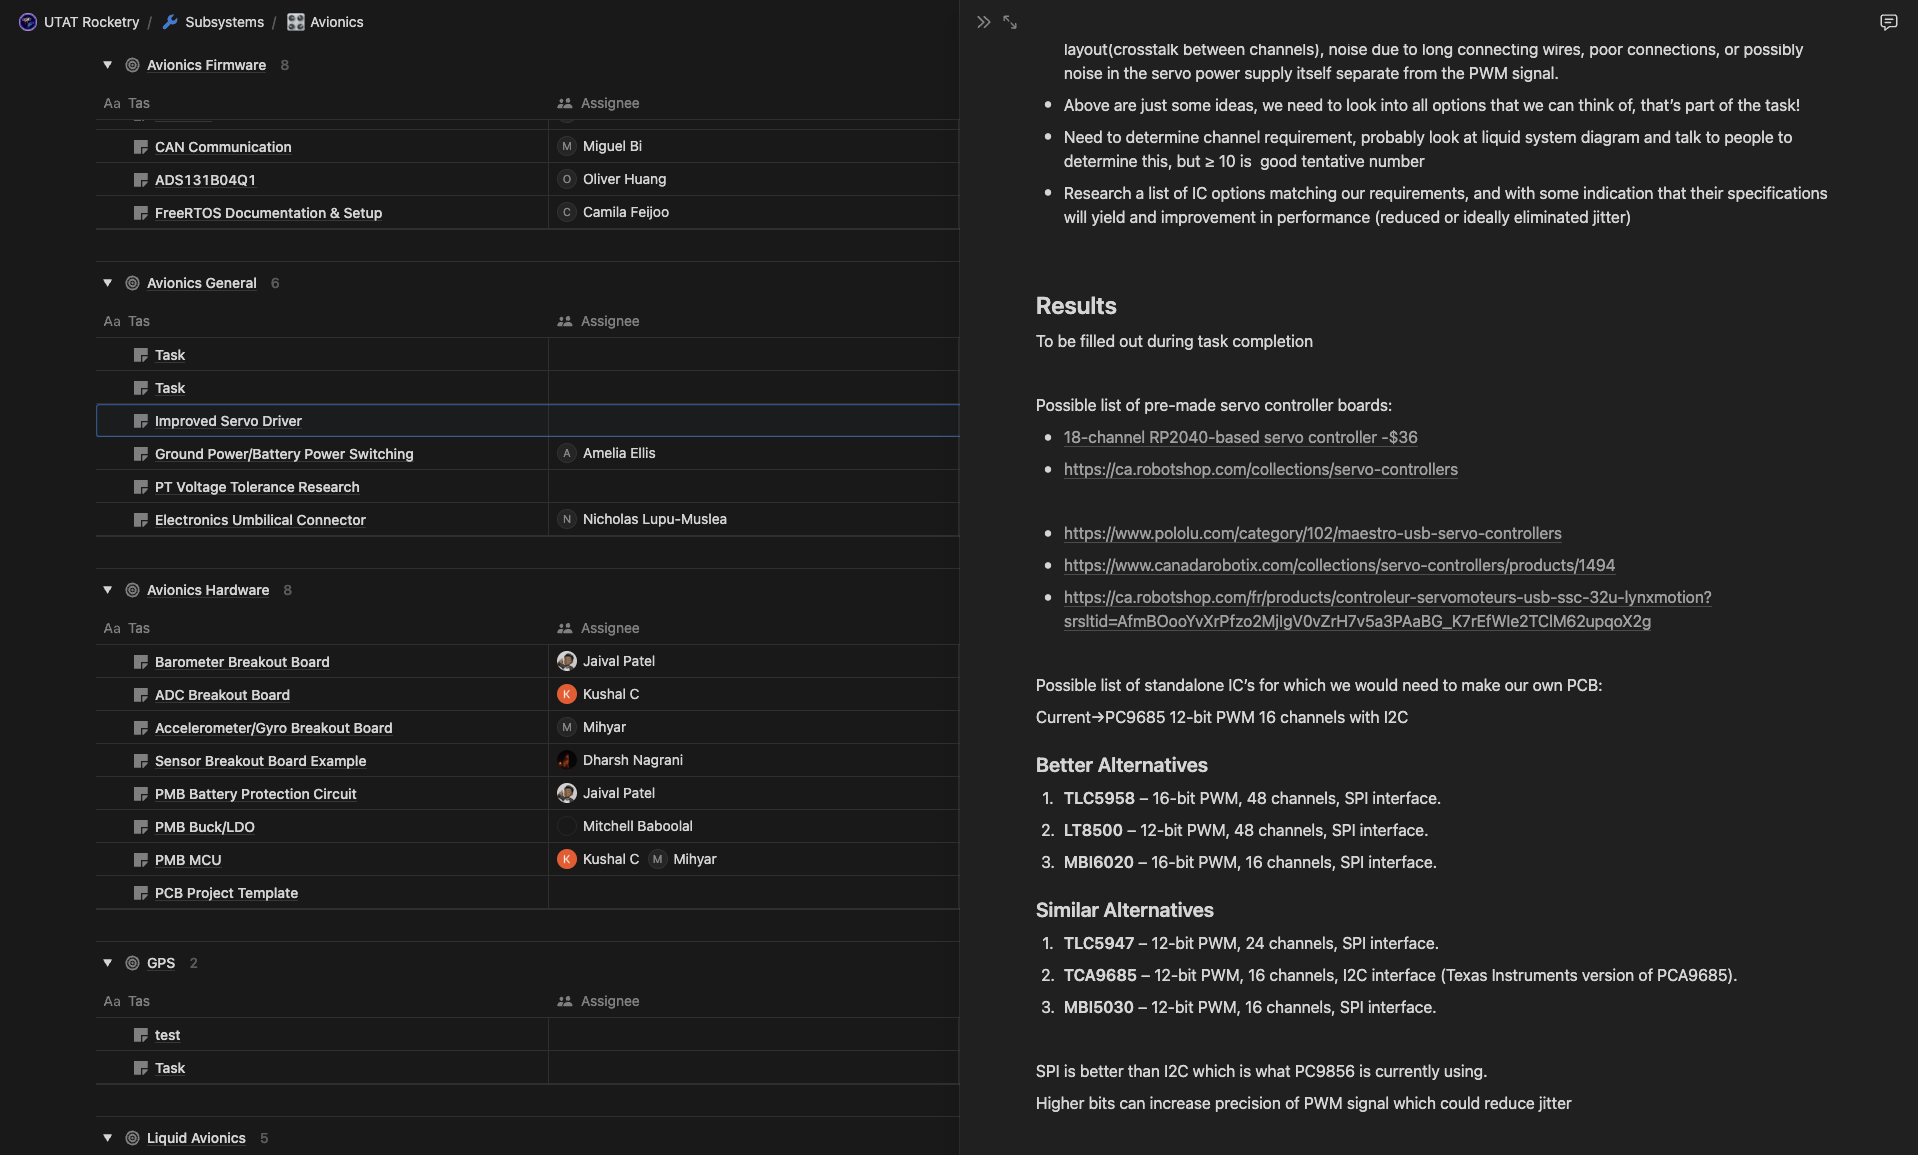 UTAT Rocketry / Subsystems / Avionics
Avionics Firmware 8
Aa Tas Assignee
CAN Communication M Miguel Bi
ADS131B04Q1 O Oliver Huang
FreeRTOS Documentation & Setup C Camila Feijoo
Avionics General 6
Aa Tas Assignee
Task
Task
Improved Servo Driver
Ground Power/Battery Power Switching A Amelia Ellis
PT Voltage Tolerance Research
Electronics Umbilical Connector N Nicholas Lupu-Muslea
Avionics Hardware 8
Aa Tas Assignee
Barometer Breakout Board Jaival Patel
ADC Breakout Board K Kushal C
Accelerometer/Gyro Breakout Board M Mihyar
Sensor Breakout Board Example Dharsh Nagrani
PMB Battery Protection Circuit Jaival Patel
PMB Buck/LDO Mitchell Baboolal
PMB MCU K Kushal C M Mihyar
PCB Project Template
GPS 2
Aa Tas Assignee
test
Task
Liquid Avionics 5
layout(crosstalk between channels), noise due to long connecting wires, poor connections, or possibly
noise in the servo power supply itself separate from the PWM signal.
• Above are just some ideas, we need to look into all options that we can think of, that's part of the task!
• Need to determine channel requirement, probably look at liquid system diagram and talk to people to
determine this, but ≥ 10 is  good tentative number
• Research a list of IC options matching our requirements, and with some indication that their specifications
will yield and improvement in performance (reduced or ideally eliminated jitter)
Results
To be filled out during task completion
Possible list of pre-made servo controller boards:
• 18-channel RP2040-based servo controller -$36
• https://ca.robotshop.com/collections/servo-controllers
• https://www.pololu.com/category/102/maestro-usb-servo-controllers
• https://www.canadarobotix.com/collections/servo-controllers/products/1494
• https://ca.robotshop.com/fr/products/controleur-servomoteurs-usb-ssc-32u-lynxmotion?
srsltid=AfmBOooYvXrPfzo2MjIgV0vZrH7v5a3PAaBG_K7rEfWle2TClM62upqoX2g
Possible list of standalone IC's for which we would need to make our own PCB:
Current→PC9685 12-bit PWM 16 channels with I2C
Better Alternatives
1. TLC5958 – 16-bit PWM, 48 channels, SPI interface.
2. LT8500 – 12-bit PWM, 48 channels, SPI interface.
3. MBI6020 – 16-bit PWM, 16 channels, SPI interface.
Similar Alternatives
1. TLC5947 – 12-bit PWM, 24 channels, SPI interface.
2. TCA9685 – 12-bit PWM, 16 channels, I2C interface (Texas Instruments version of PCA9685).
3. MBI5030 – 12-bit PWM, 16 channels, SPI interface.
SPI is better than I2C which is what PC9856 is currently using.
Higher bits can increase precision of PWM signal which could reduce jitter